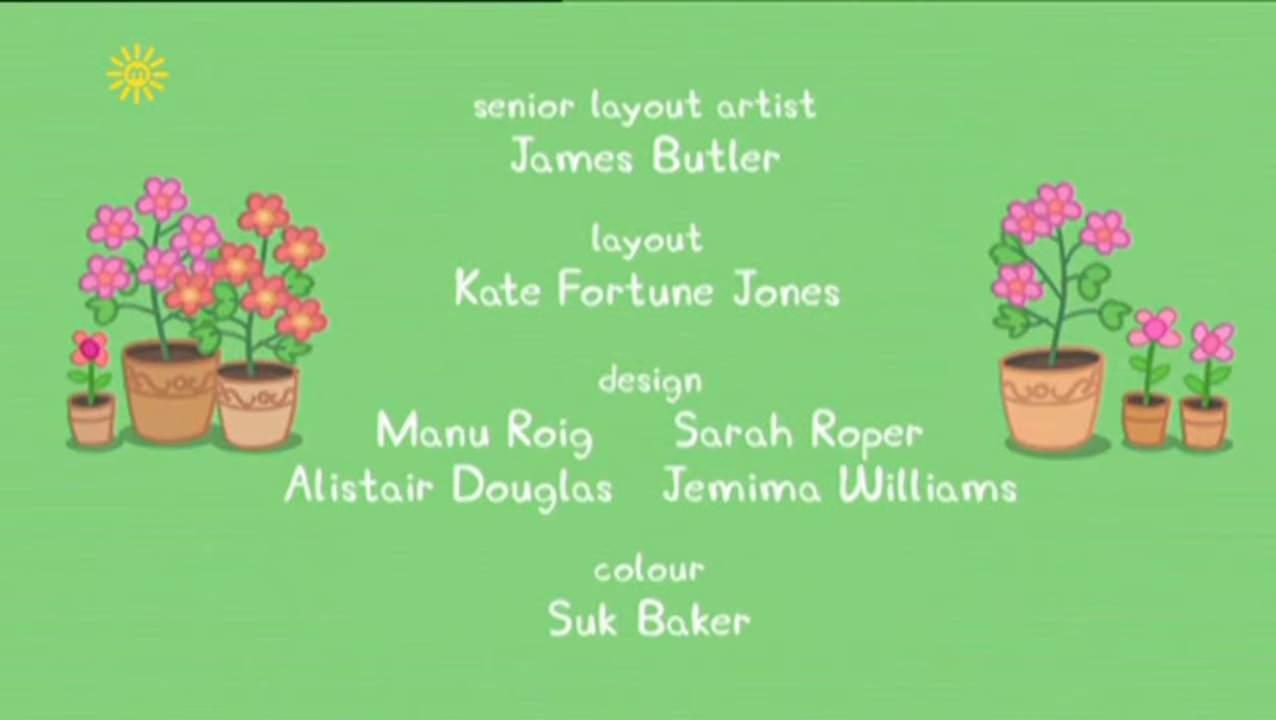 senior layout artist
James Butler
layout
Kate Fortune Jones
design
Manu Roig Sarah Roper
Alistair Douglas Jemima Williams
colour
Suk Baker